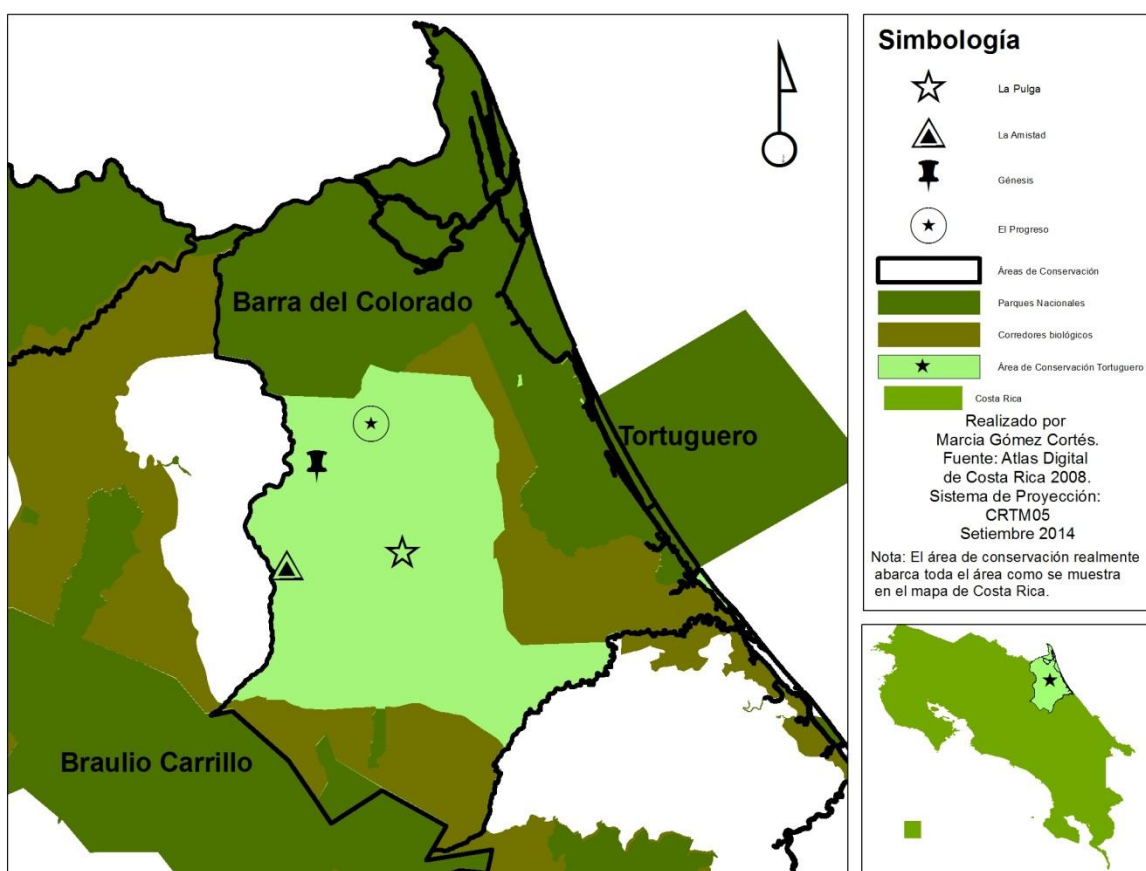 Barra del Colorado
Tortuguero
Braulio Carrillo
Simbología
La Pulga
La Amistad
Génesis
El Progreso
Áreas de Conservación
Parques Nacionales
Corredores biológicos
Área de Conservación Tortuguero
Costa Rica
Realizado por
Marcia Gómez Cortés.
Fuente: Atlas Digital
de Costa Rica 2008.
Sistema de Proyección:
CRTM05
Setiembre 2014
Nota: El área de conservación realmente
abarca toda el área como se muestra
en el mapa de Costa Rica.